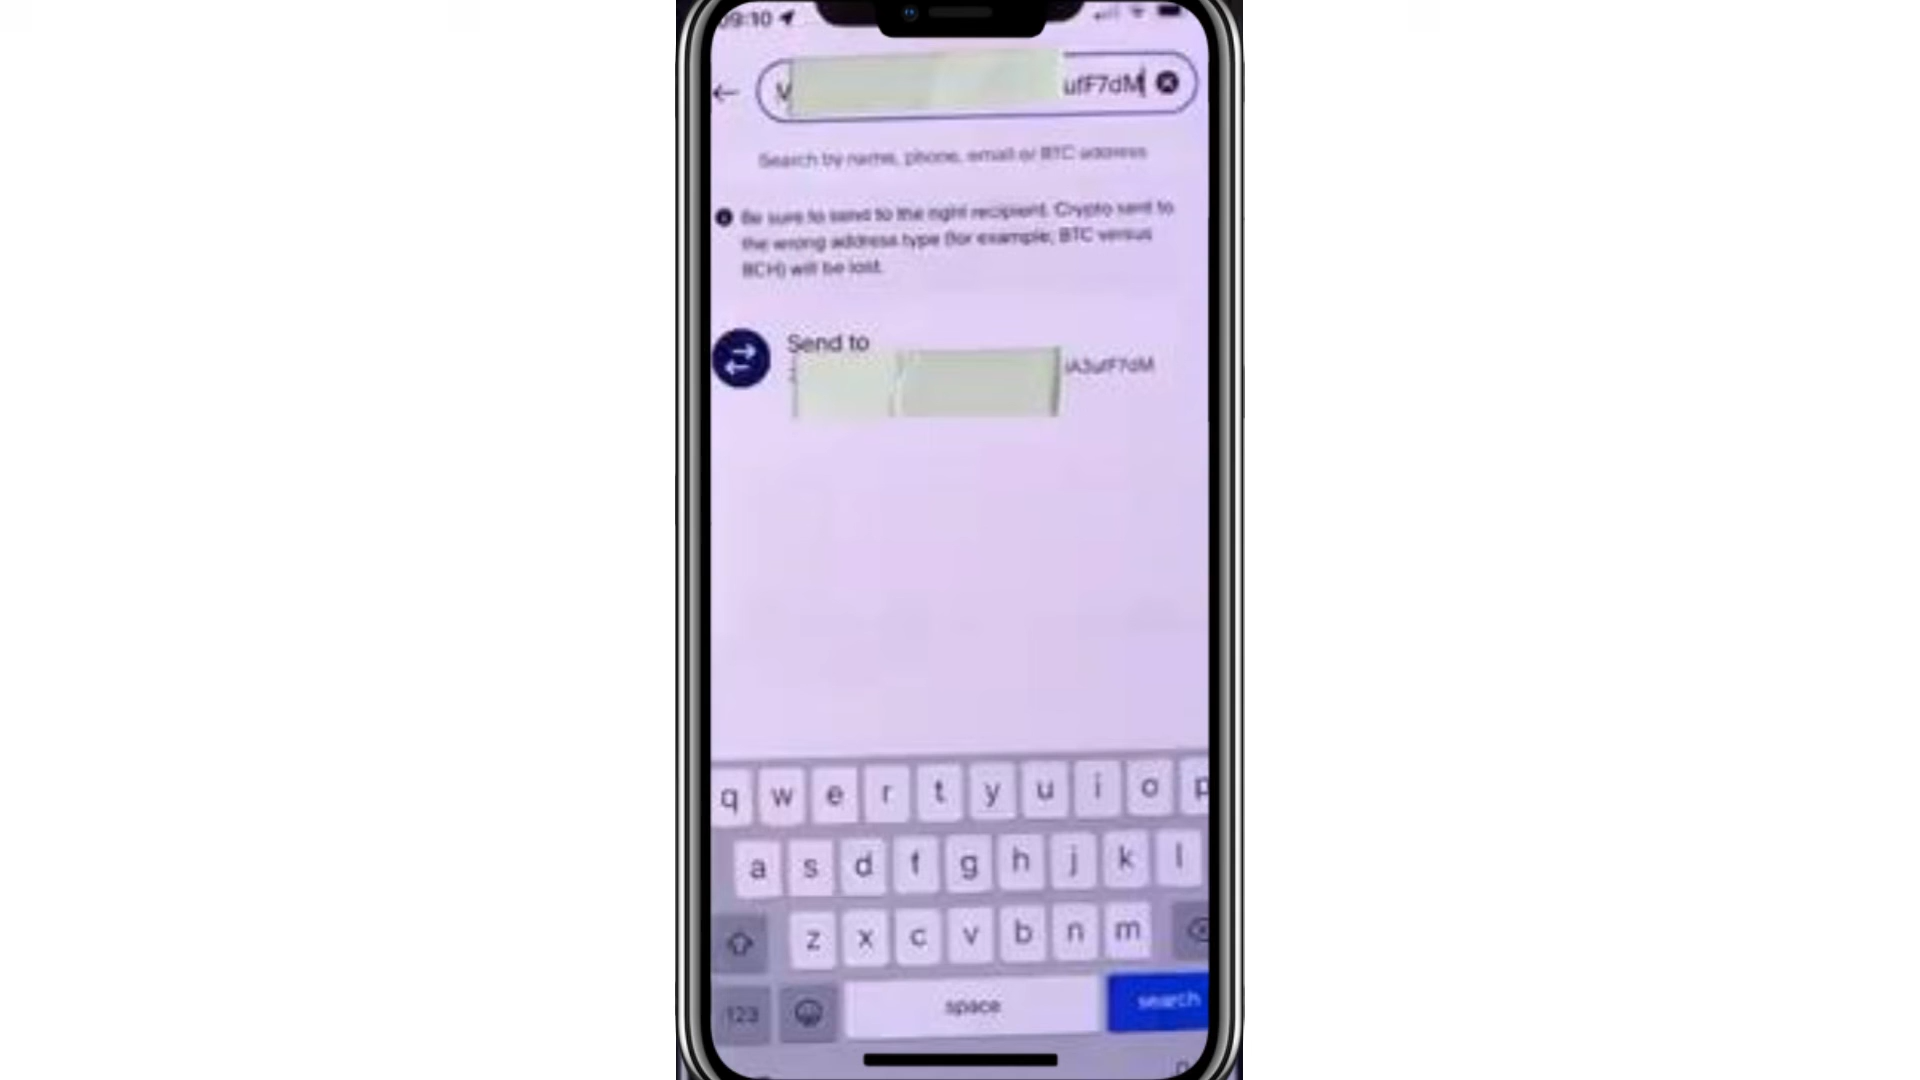 09:10
V ufF7dM
Search by name, phone, email or BTC address
Be sure to send to the right recipient. Crypto sent to
the wrong address type (for example, BTC versus
BCH) will be lost.
Send to
iA3ufF7dM
q w e r t y u i o p
a s d f g h j k l
z x c v b n m
123 space search